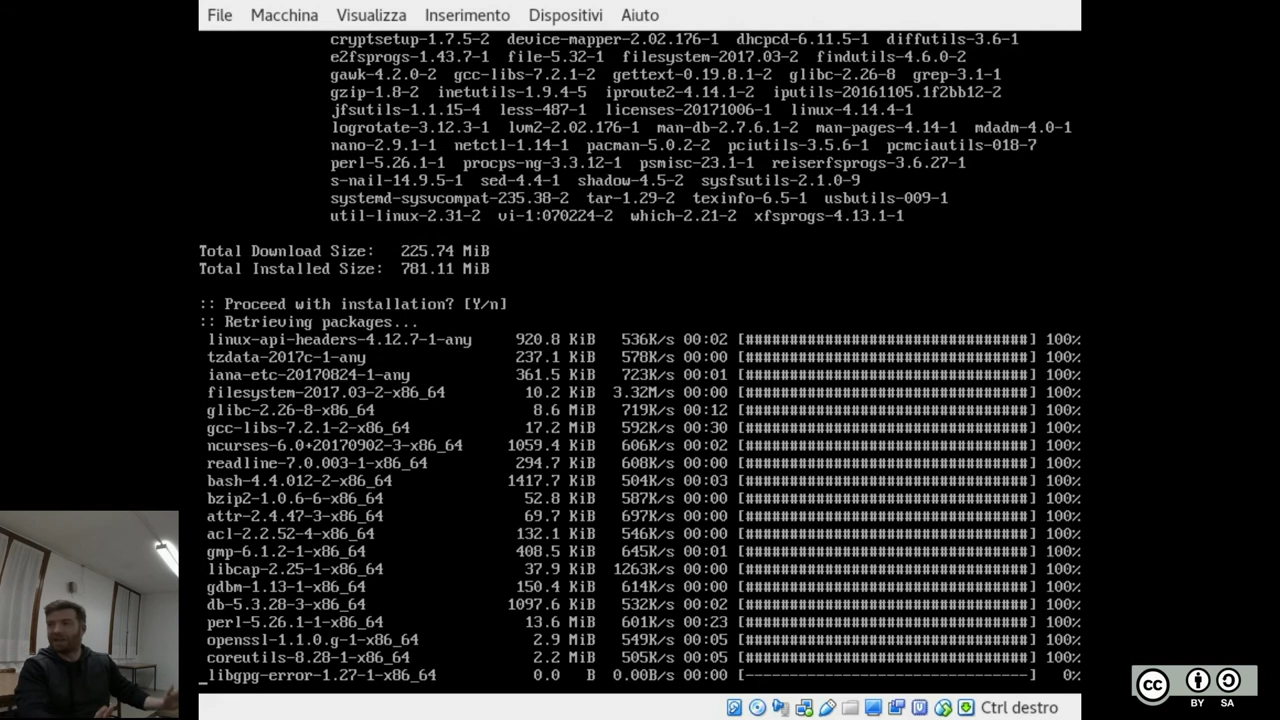 File Macchina Visualizza Inserimento Dispositivi Aiuto
cryptsetup-1.7.5-2 device-mapper-2.02.176-1 dhcpcd-6.11.5-1 diffutils-3.6-1
e2fsprogs-1.43.7-1 file-5.32-1 filesystem-2017.03-2 findutils-4.6.0-2
gawk-4.2.0-2 gcc-libs-7.2.1-2 gettext-0.19.8.1-2 glibc-2.26-8 grep-3.1-1
gzip-1.8-2 inetutils-1.9.4-5 iproute2-4.14.1-2 iputils-20161105.1f2bb12-2
jfsutils-1.1.15-4 less-487-1 licenses-20171006-1 linux-4.14.4-1
logrotate-3.12.3-1 lvm2-2.02.176-1 man-db-2.7.6.1-2 man-pages-4.14-1 mdadm-4.0-1
nano-2.9.1-1 netctl-1.14-1 pacman-5.0.2-2 pciutils-3.5.6-1 pcmciautils-018-7
perl-5.26.1-1 procps-ng-3.3.12-1 psmisc-23.1-1 reiserfsprogs-3.6.27-1
s-nail-14.9.5-1 sed-4.4-1 shadow-4.5-2 sysfsutils-2.1.0-9
systemd-sysvcompat-235.38-2 tar-1.29-2 texinfo-6.5-1 usbutils-009-1
util-linux-2.31-2 vi-1:070224-2 which-2.21-2 xfsprogs-4.13.1-1
Total Download Size: 225.74 MiB
Total Installed Size: 781.11 MiB
:: Proceed with installation? [Y/n]
:: Retrieving packages...
linux-api-headers-4.12.7-1-any 920.8 KiB 536K/s 00:02 [################################] 100%
tzdata-2017c-1-any 237.1 KiB 578K/s 00:00 [################################] 100%
iana-etc-20170824-1-any 361.5 KiB 723K/s 00:01 [################################] 100%
filesystem-2017.03-2-x86_64 10.2 KiB 3.32M/s 00:00 [################################] 100%
glibc-2.26-8-x86_64 8.6 MiB 719K/s 00:12 [################################] 100%
gcc-libs-7.2.1-2-x86_64 17.2 MiB 592K/s 00:30 [################################] 100%
ncurses-6.0+20170902-3-x86_64 1059.4 KiB 606K/s 00:02 [################################] 100%
readline-7.0.003-1-x86_64 294.7 KiB 608K/s 00:00 [################################] 100%
bash-4.4.012-2-x86_64 1417.7 KiB 504K/s 00:03 [################################] 100%
bzip2-1.0.6-6-x86_64 52.8 KiB 587K/s 00:00 [################################] 100%
attr-2.4.47-3-x86_64 69.7 KiB 697K/s 00:00 [################################] 100%
acl-2.2.52-4-x86_64 132.1 KiB 546K/s 00:00 [################################] 100%
gmp-6.1.2-1-x86_64 408.5 KiB 645K/s 00:01 [################################] 100%
libcap-2.25-1-x86_64 37.9 KiB 1263K/s 00:00 [################################] 100%
gdbm-1.13-1-x86_64 150.4 KiB 614K/s 00:00 [################################] 100%
db-5.3.28-3-x86_64 1097.6 KiB 532K/s 00:02 [################################] 100%
perl-5.26.1-1-x86_64 13.6 MiB 601K/s 00:23 [################################] 100%
openssl-1.1.0.g-1-x86_64 2.9 MiB 549K/s 00:05 [################################] 100%
coreutils-8.28-1-x86_64 2.2 MiB 505K/s 00:05 [################################] 100%
_libgpg-error-1.27-1-x86_64 0.0 B 0.00B/s 00:00 [--------------------------------] 0%
Ctrl destro
cc BY SA